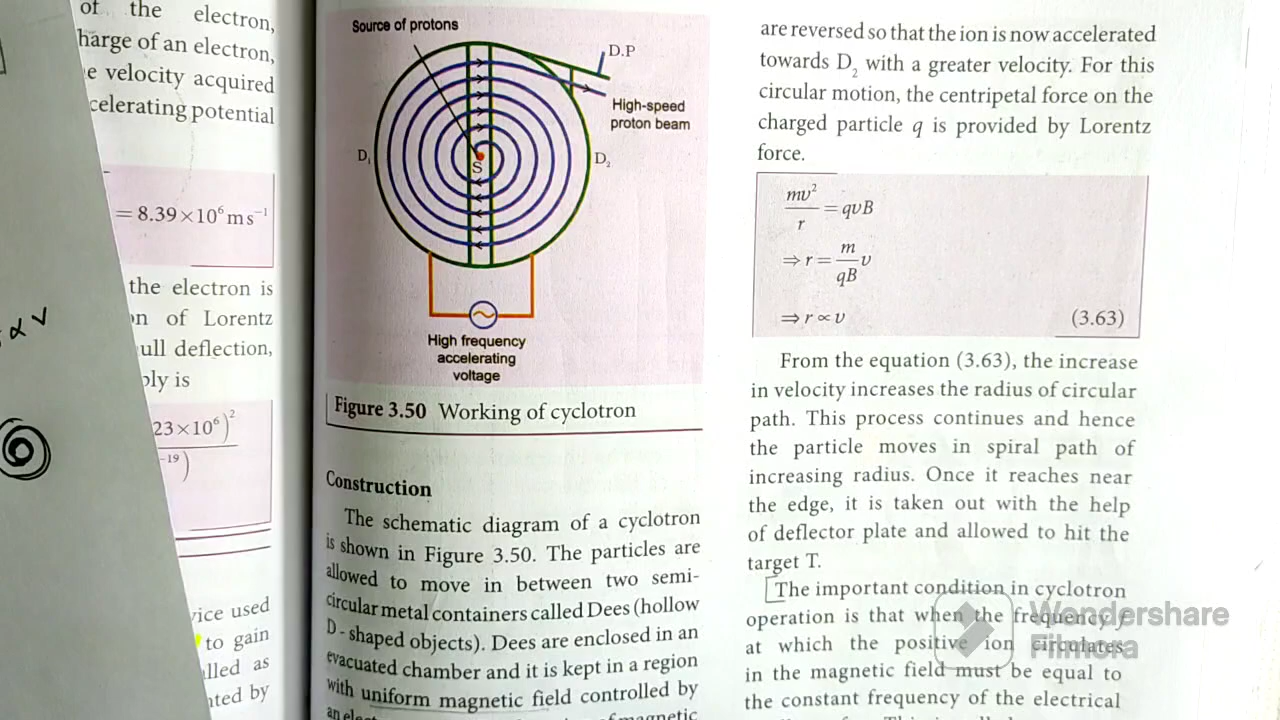 of the electron,
harge of an electron,
e velocity acquired
celerating potential
= 8.39×10⁶ m s⁻¹
the electron is
on of Lorentz
ull deflection,
ply is
23×10⁶)²
⁻¹⁹)
vice used
to gain
lled as
ated by
∝ v
Source of protons
D.P
High-speed
proton beam
D₁
D₂
S
High frequency
accelerating
voltage
Figure 3.50 Working of cyclotron
Construction
The schematic diagram of a cyclotron
is shown in Figure 3.50. The particles are
allowed to move in between two semi-
circular metal containers called Dees (hollow
D - shaped objects). Dees are enclosed in an
evacuated chamber and it is kept in a region
with uniform magnetic field controlled by
magnetic
are reversed so that the ion is now accelerated
towards D₂ with a greater velocity. For this
circular motion, the centripetal force on the
charged particle q is provided by Lorentz
force.
mv²/r = qvB
⇒ r = m/qB v
⇒ r ∝ v (3.63)
From the equation (3.63), the increase
in velocity increases the radius of circular
path. This process continues and hence
the particle moves in spiral path of
increasing radius. Once it reaches near
the edge, it is taken out with the help
of deflector plate and allowed to hit the
target T.
The important condition in cyclotron
operation is that when the frequency f
at which the positive ion circulates
in the magnetic field must be equal to
the constant frequency of the electrical
Wondershare
Filmora